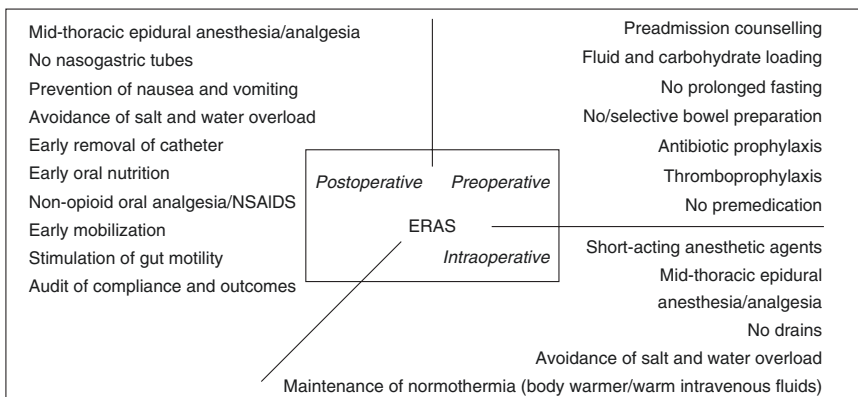 Mid-thoracic epidural anesthesia/analgesia
No nasogastric tubes
Prevention of nausea and vomiting
Avoidance of salt and water overload
Early removal of catheter
Early oral nutrition
Non-opioid oral analgesia/NSAIDS
Early mobilization
Stimulation of gut motility
Audit of compliance and outcomes
Postoperative
Preoperative
ERAS
Intraoperative
Preadmission counselling
Fluid and carbohydrate loading
No prolonged fasting
No/selective bowel preparation
Antibiotic prophylaxis
Thromboprophylaxis
No premedication
Short-acting anesthetic agents
Mid-thoracic epidural
anesthesia/analgesia
No drains
Avoidance of salt and water overload
Maintenance of normothermia (body warmer/warm intravenous fluids)